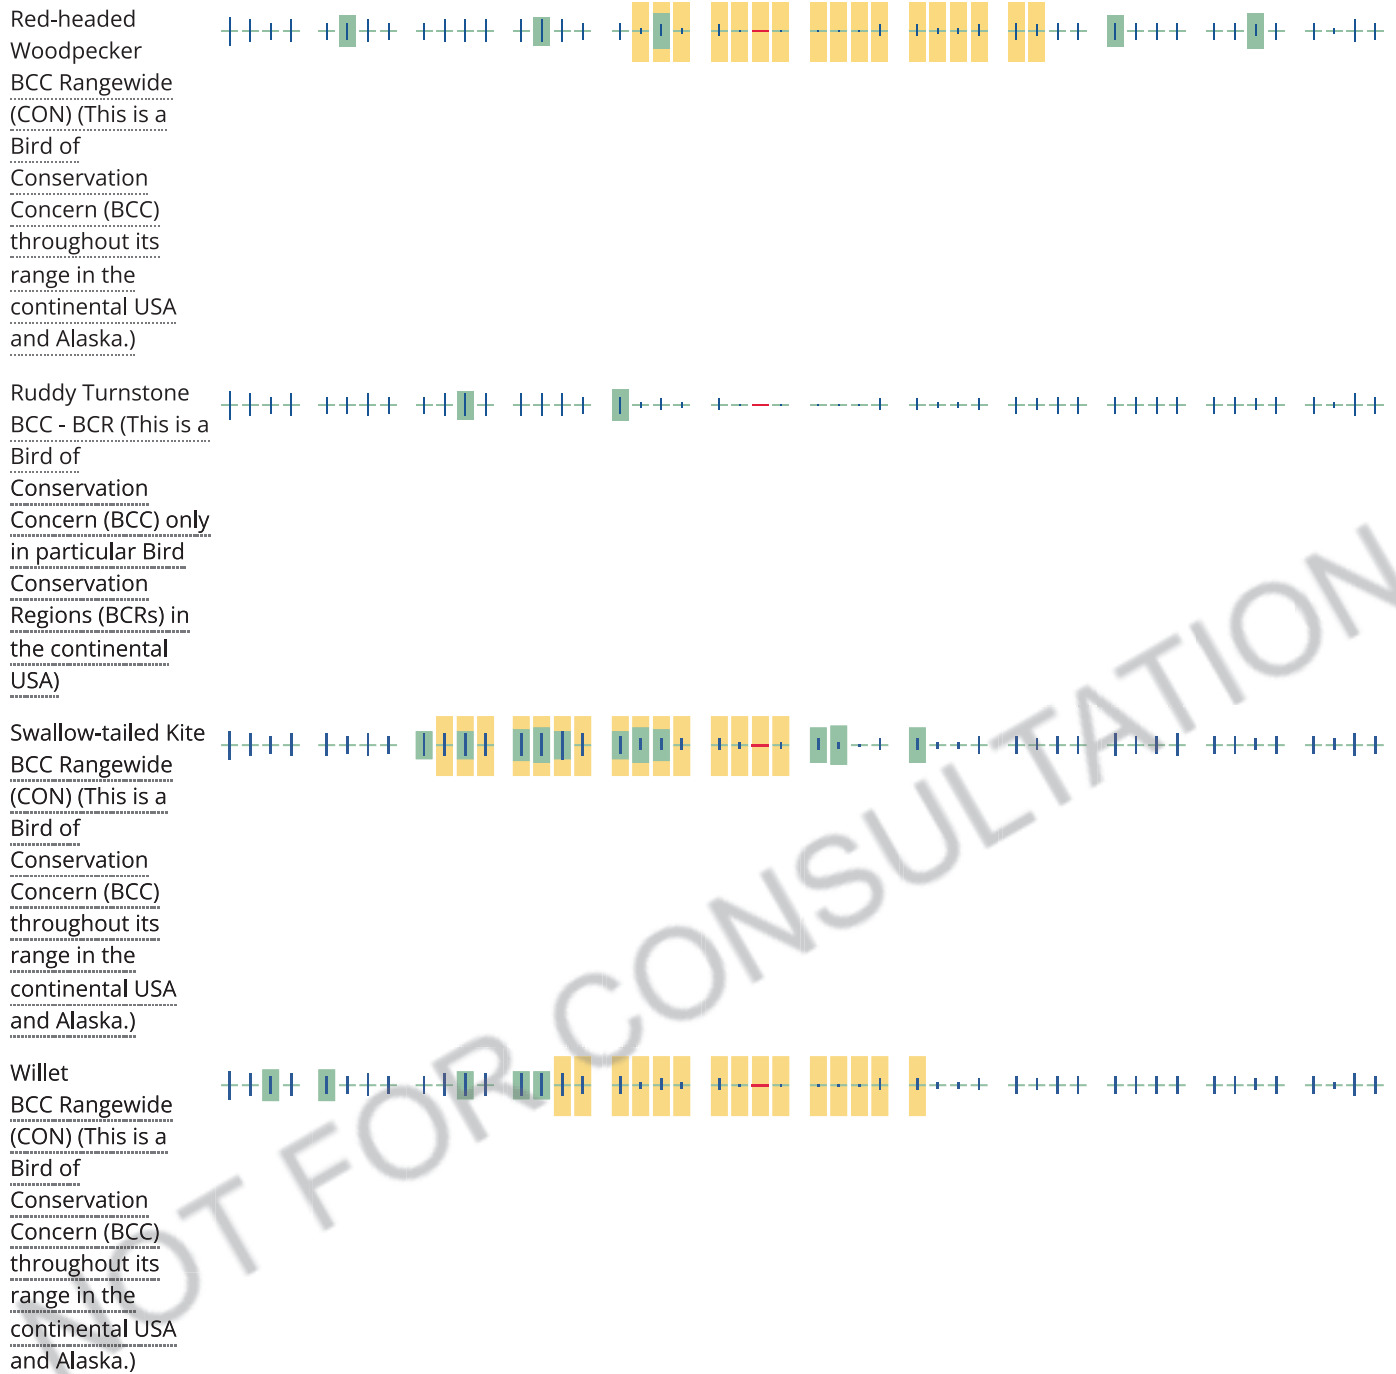 Red-headed
Woodpecker
BCC Rangewide
(CON) (This is a
Bird of
Conservation
Concern (BCC)
throughout its
range in the
continental USA
and Alaska.)
Ruddy Turnstone
BCC - BCR (This is a
Bird of
Conservation
Concern (BCC) only
in particular Bird
Conservation
Regions (BCRs) in
the continental
USA)
Swallow-tailed Kite
BCC Rangewide
(CON) (This is a
Bird of
Conservation
Concern (BCC)
throughout its
range in the
continental USA
and Alaska.)
Willet
BCC Rangewide
(CON) (This is a
Bird of
Conservation
Concern (BCC)
throughout its
range in the
continental USA
and Alaska.)
NOT FOR CONSULTATION